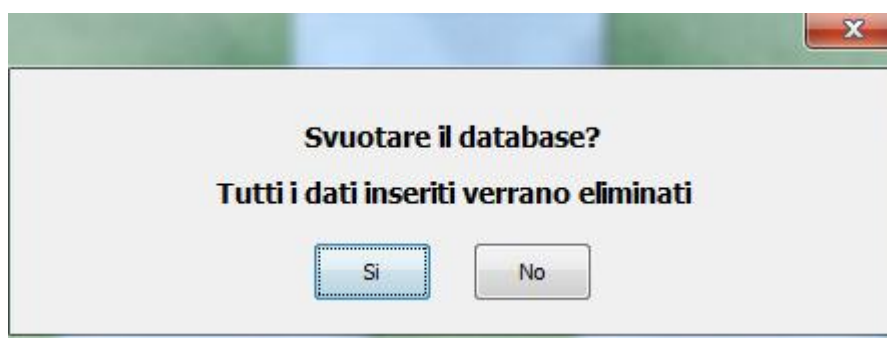 Svuotare il database?
Tutti i dati inseriti verrano eliminati
Si No